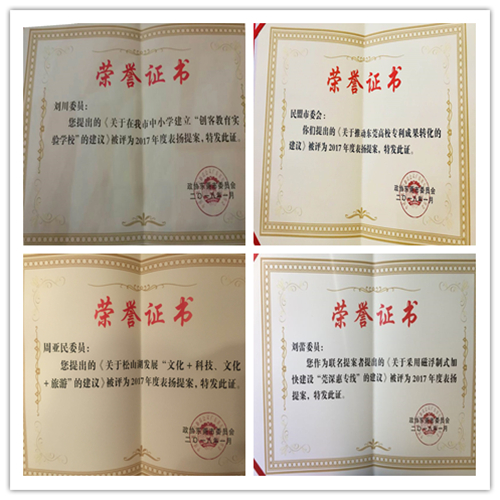 荣誉证书
刘川委员：
您提出的《关于在我市中小学建立“创客教育实
验学校”的建议》被评为2017年度表扬提案，特发此证。
政协东莞市委员会
二〇一八年一月
荣誉证书
民盟市委会：
你们提出的《关于推动东莞高校专利成果转化的
建议》被评为2017年度表扬提案，特发此证。
政协东莞市委员会
二〇一八年一月
荣誉证书
周亚民委员：
您提出的《关于松山湖发展“文化+科技、文化
+旅游”的建议》被评为2017年度表扬提案，特发此证。
政协东莞市委员会
二〇一八年一月
荣誉证书
刘蕾委员：
您作为联名提案者提出的《关于采用磁浮制式加
快建设“莞深惠专线”的建议》被评为2017年度表扬
提案，特发此证。
政协东莞市委员会
二〇一八年一月